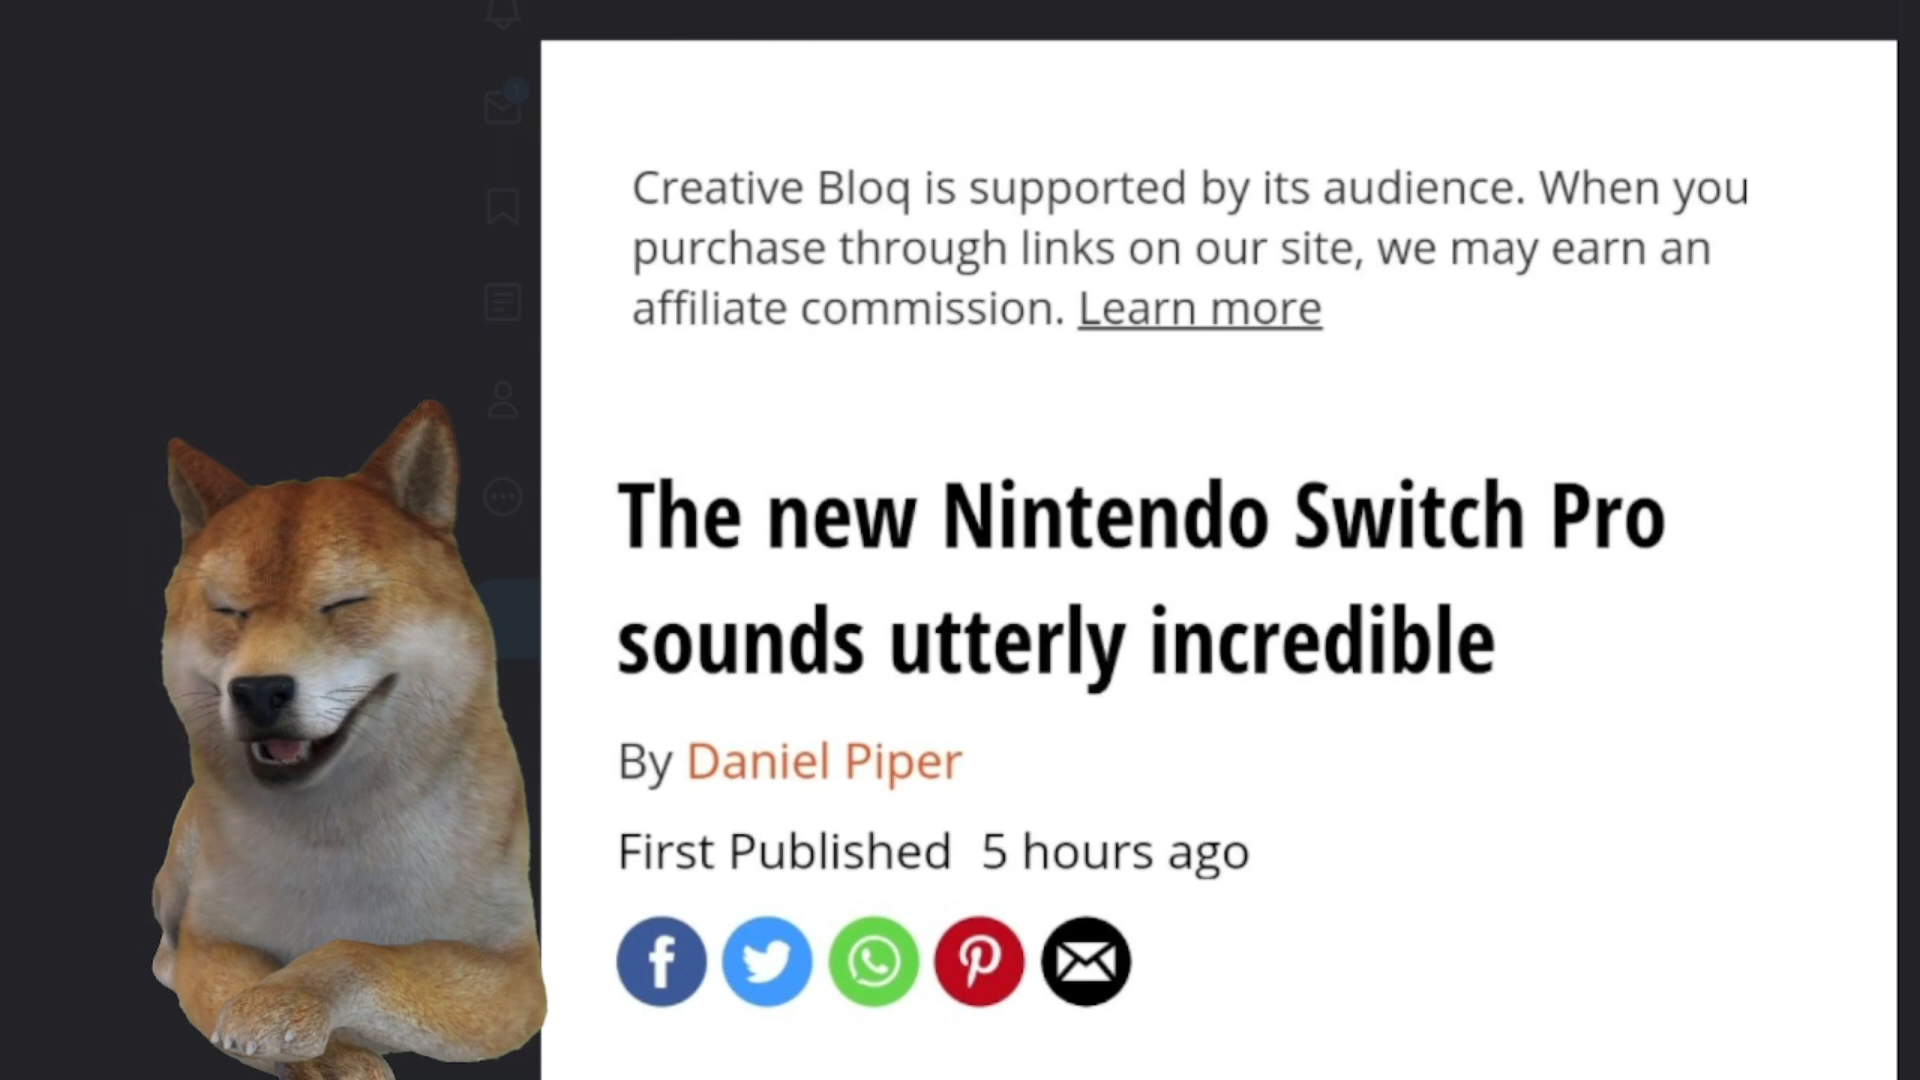 Creative Bloq is supported by its audience. When you
purchase through links on our site, we may earn an
affiliate commission. Learn more
The new Nintendo Switch Pro
sounds utterly incredible
By Daniel Piper
First Published 5 hours ago